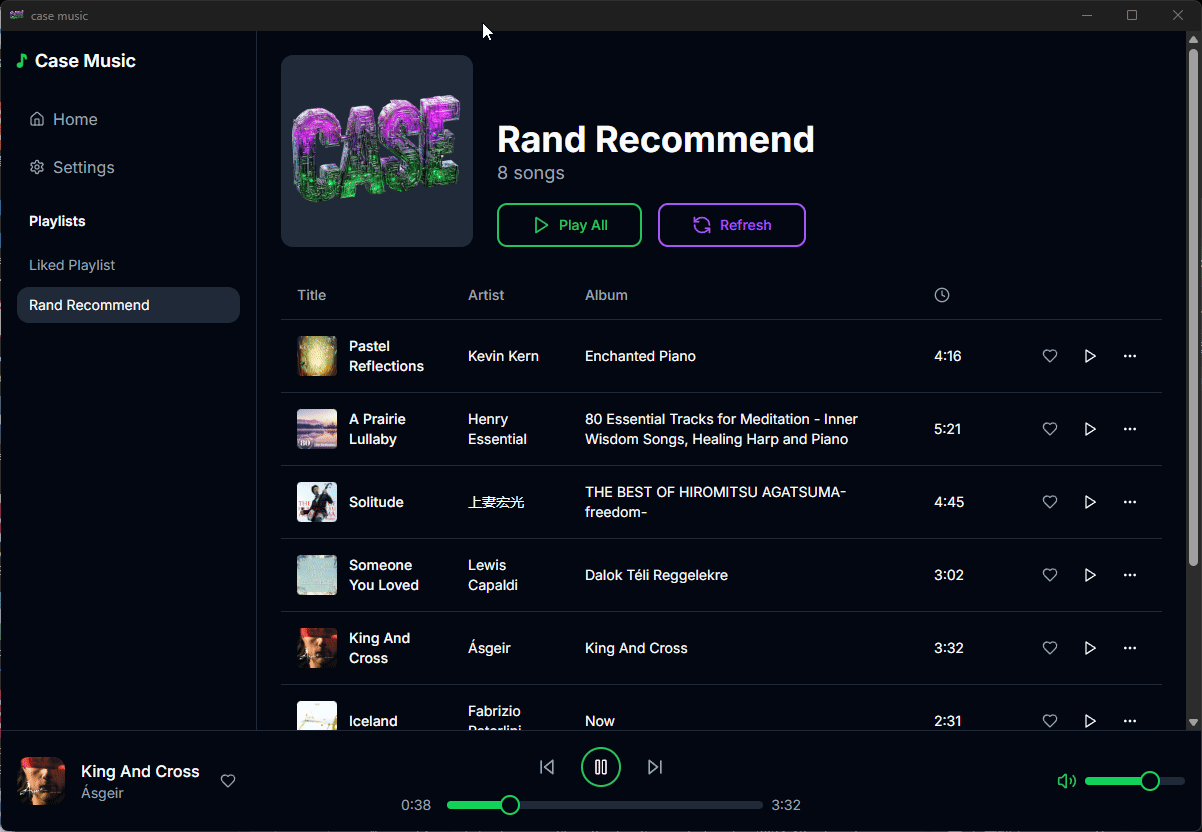 case music
Case Music
Home
Settings
Playlists
Liked Playlist
Rand Recommend
CASE
Rand Recommend
8 songs
Play All
Refresh
Title Artist Album
Pastel
Reflections
Kevin Kern
Enchanted Piano
4:16
A Prairie
Lullaby
Henry
Essential
80 Essential Tracks for Meditation - Inner
Wisdom Songs, Healing Harp and Piano
5:21
Solitude
上妻宏光
THE BEST OF HIROMITSU AGATSUMA-
freedom-
4:45
Someone
You Loved
Lewis
Capaldi
Dalok Téli Reggelekre
3:02
King And
Cross
Ásgeir
King And Cross
3:32
Iceland
Fabrizio
Now
2:31
King And Cross
Ásgeir
0:38
3:32